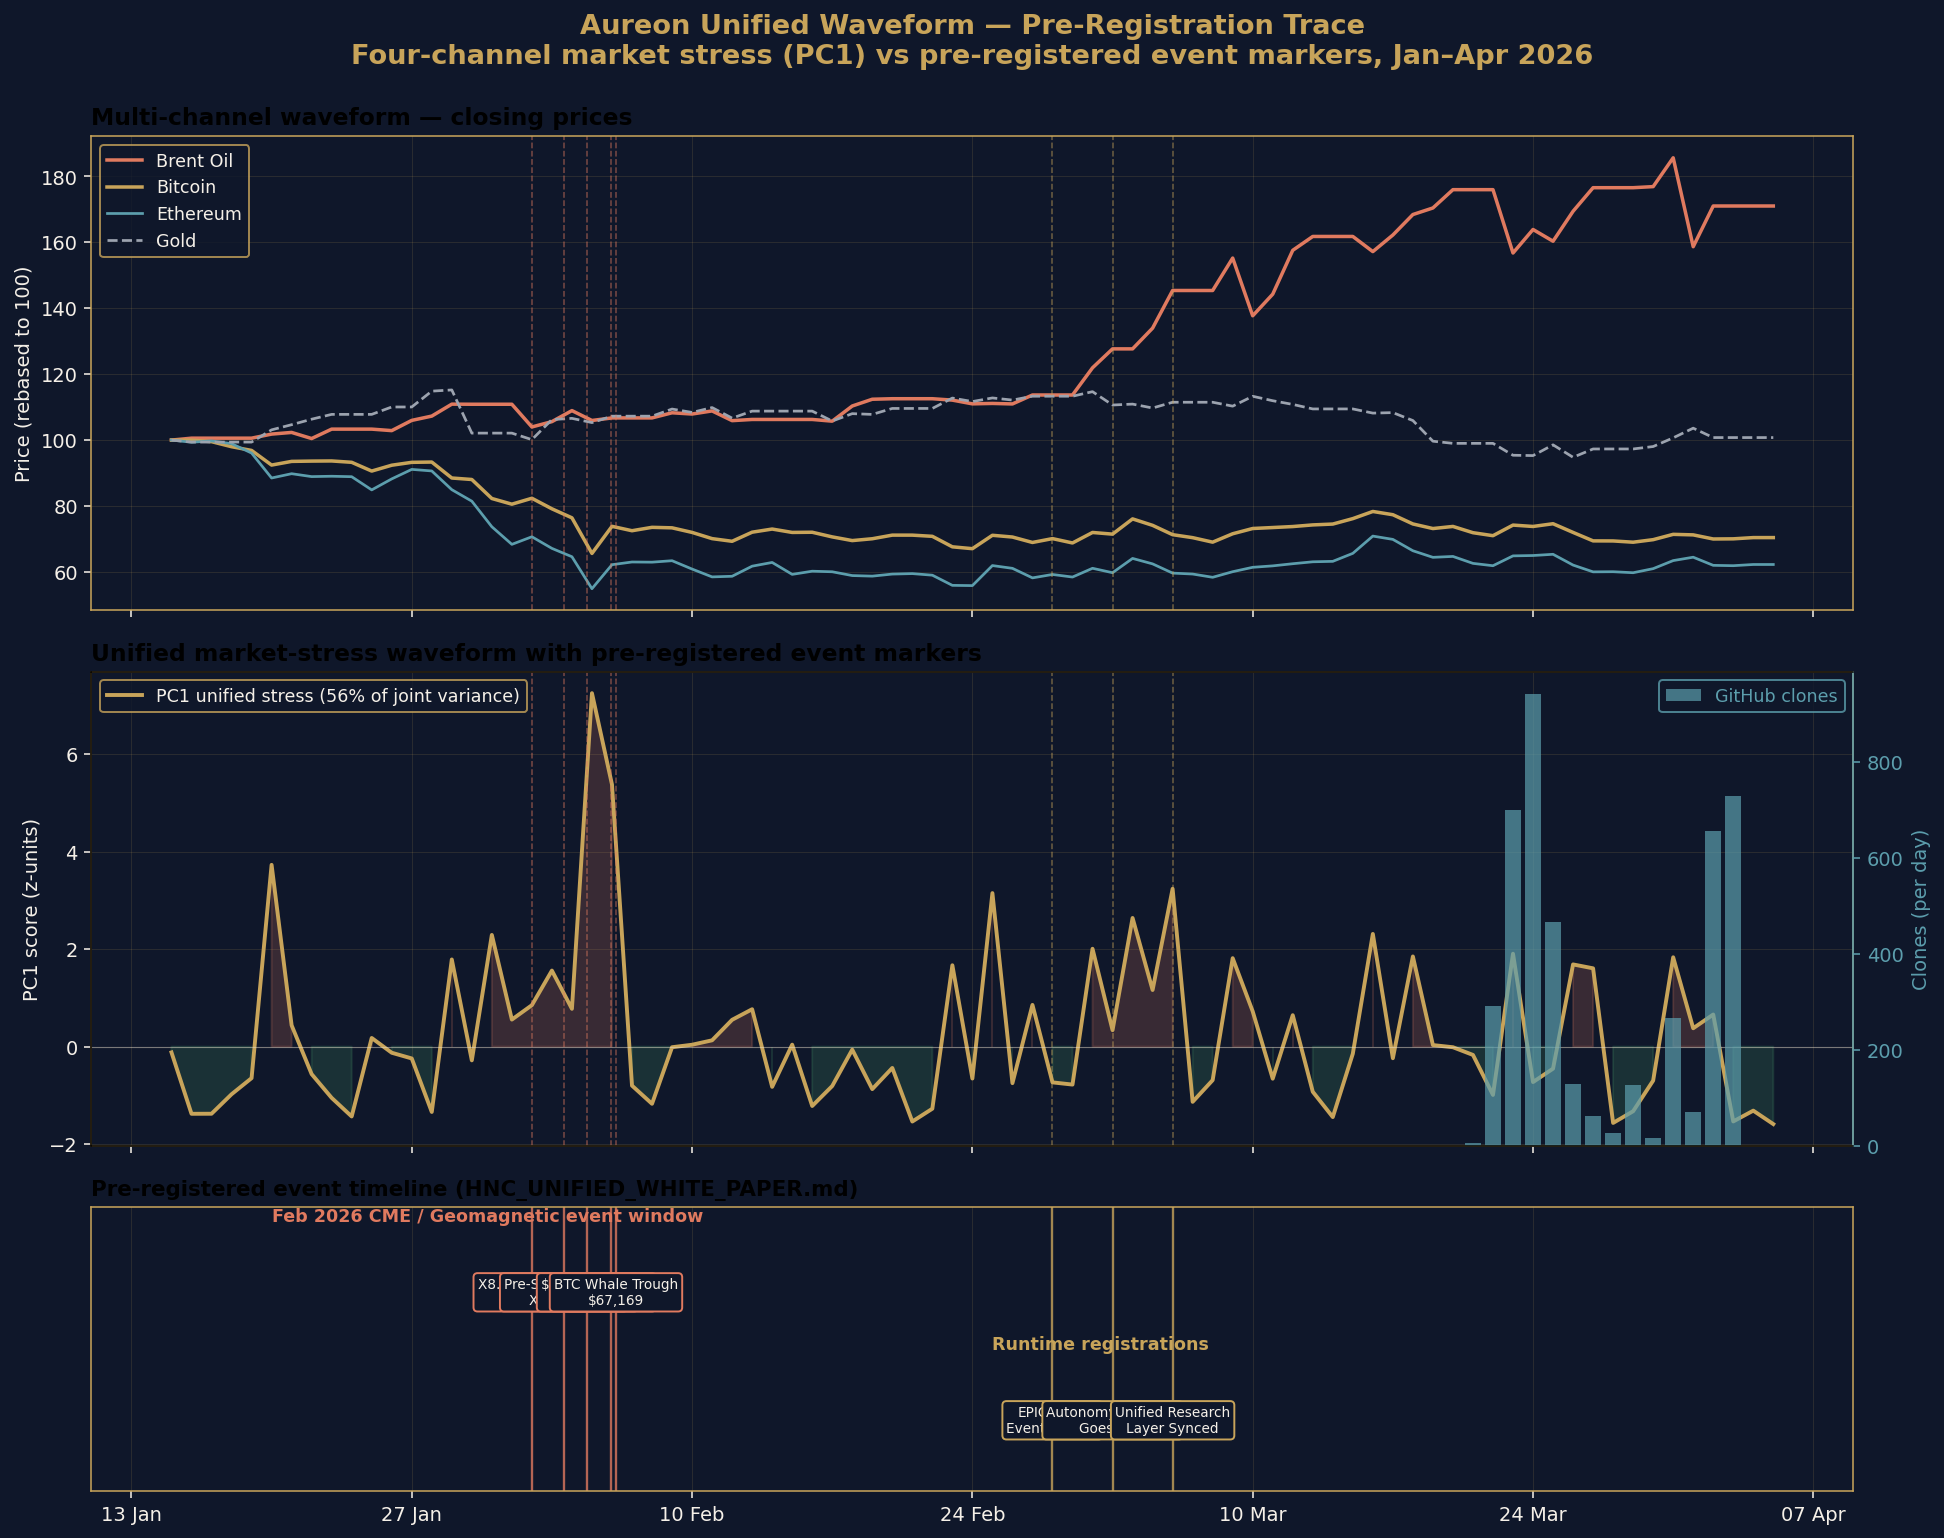 Aureon Unified Waveform — Pre-Registration Trace
Four-channel market stress (PC1) vs pre-registered event markers, Jan–Apr 2026
Multi-channel waveform — closing prices
Brent Oil
Bitcoin
Ethereum
Gold
Price (rebased to 100)
180
160
140
120
100
80
60
Unified market-stress waveform with pre-registered event markers
PC1 unified stress (56% of joint variance)
GitHub clones
PC1 score (z-units)
6
4
2
0
−2
Clones (per day)
800
600
400
200
0
Pre-registered event timeline (HNC_UNIFIED_WHITE_PAPER.md)
Feb 2026 CME / Geomagnetic event window
X8.
Pre-S
X
$
BTC Whale Trough
$67,169
Runtime registrations
Event
Autonom
Goes
Unified Research
Layer Synced
13 Jan
27 Jan
10 Feb
24 Feb
10 Mar
24 Mar
07 Apr